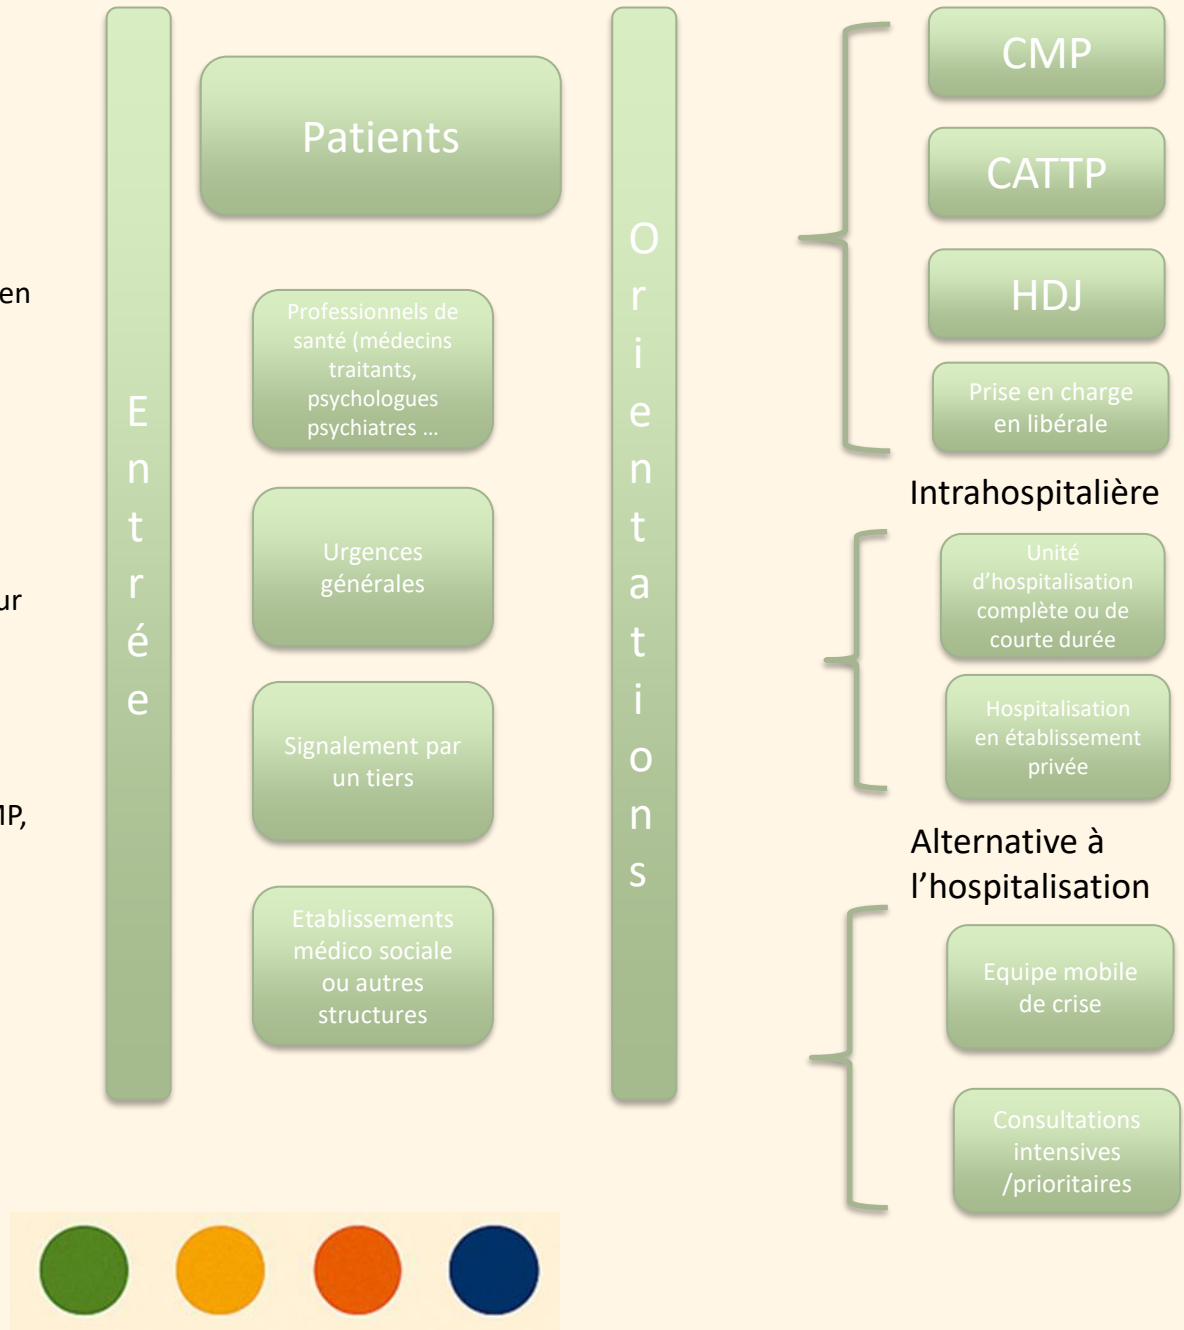 en
ur
MP,
Entrée
Patients
Professionnels de
santé (médecins
traitants,
psychologues
psychiatres ...
Urgences
générales
Signalement par
un tiers
Etablissements
médico sociale
ou autres
structures
Orientations
CMP
CATTP
HDJ
Prise en charge
en libérale
Intrahospitalière
Unité
d'hospitalisation
complète ou de
courte durée
Hospitalisation
en établissement
privée
Alternative à
l'hospitalisation
Equipe mobile
de crise
Consultations
intensives
/prioritaires